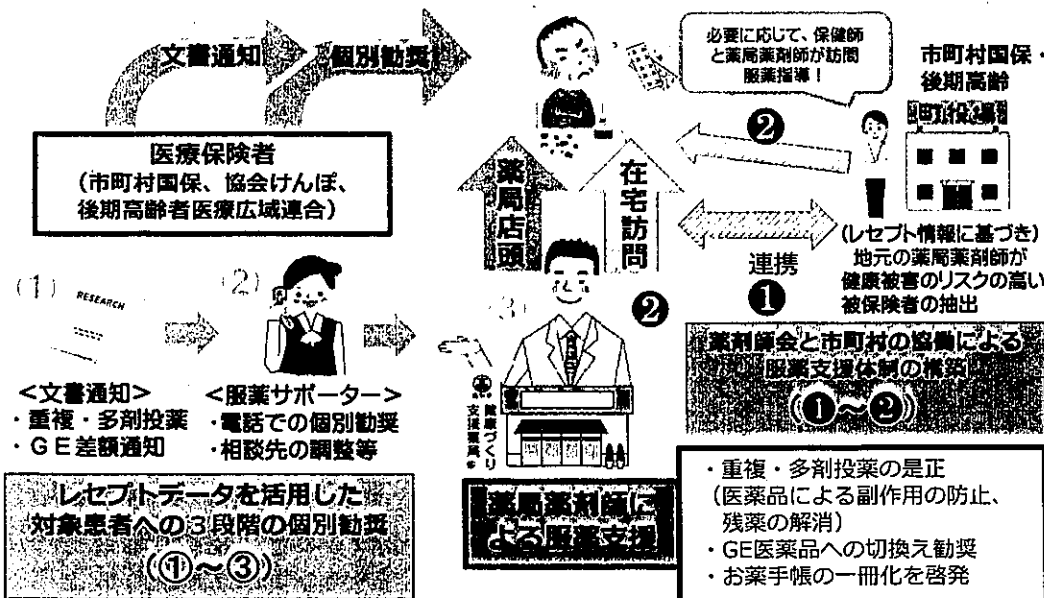 文書通知
個別勧奨
必要に応じて、保健師
と薬局薬剤師が訪問
服薬指導！
市町村国保・
後期高齢
市町村役場
❷
医療保険者
（市町村国保、協会けんぽ、
後期高齢者医療広域連合）
薬局店頭
在宅訪問
連携
❶
（レセプト情報に基づき）
地元の薬局薬剤師が
健康被害のリスクの高い
被保険者の抽出
(1)
RESEARCH
(2)
(3)
❷
＜文書通知＞
・重複・多剤投薬
・ＧＥ差額通知
＜服薬サポーター＞
・電話での個別勧奨
・相談先の調整等
健康づくり
支援薬局
薬剤師会と市町村の協働による
服薬支援体制の構築
（❶～❷）
レセプトデータを活用した
対象患者への３段階の個別勧奨
（①～③）
薬局薬剤師に
よる服薬支援
・重複・多剤投薬の是正
（医薬品による副作用の防止、
残薬の解消）
・GE医薬品への切換え勧奨
・お薬手帳の一冊化を啓発